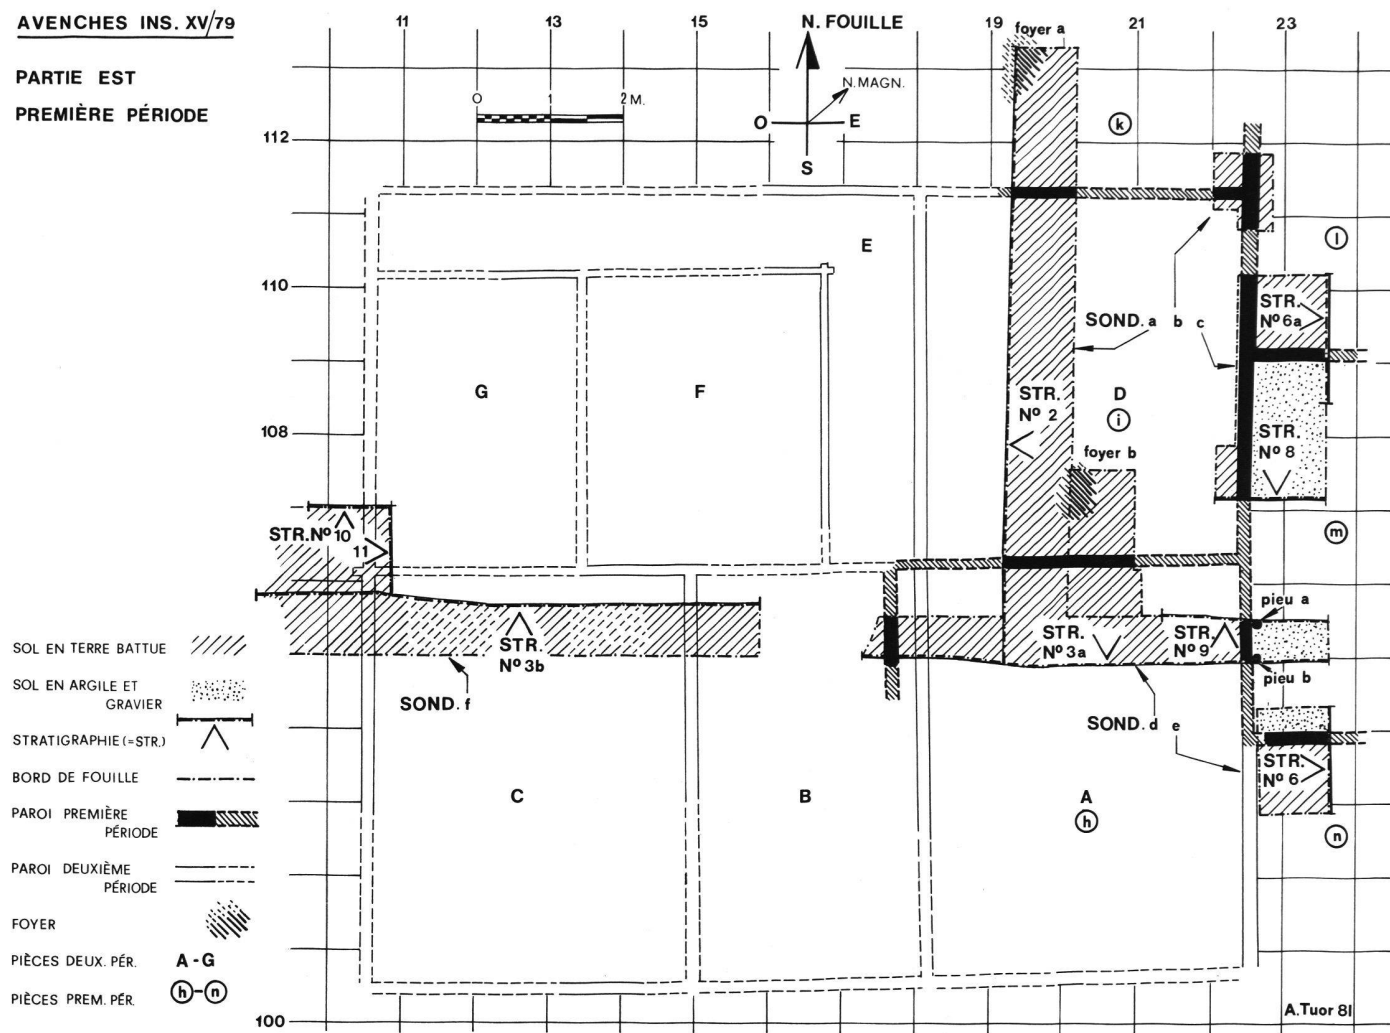 AVENCHES INS. XV/79
PARTIE EST
PREMIÈRE PÉRIODE
11 13 15 N. FOUILLE 19 21 23
foyer a
0 1 2 M.
N. MAGN.
O E
S
112
k
E
l
110
SOND. a b c
STR.
Nº 6a
G F
STR.
Nº 2
D
i
108
STR.
Nº 8
foyer b
STR. Nº 10
11
m
pieu a
STR.
Nº 3b
STR.
Nº 3a
STR.
Nº 9
pieu b
SOND. f
SOND. d e
STR.
Nº 6
C B A
h
n
100
SOL EN TERRE BATTUE
SOL EN ARGILE ET
GRAVIER
STRATIGRAPHIE (=STR.)
BORD DE FOUILLE
PAROI PREMIÈRE
PÉRIODE
PAROI DEUXIÈME
PÉRIODE
FOYER
PIÈCES DEUX. PÉR. A - G
PIÈCES PREM. PÉR. h - n
A. Tuor 81